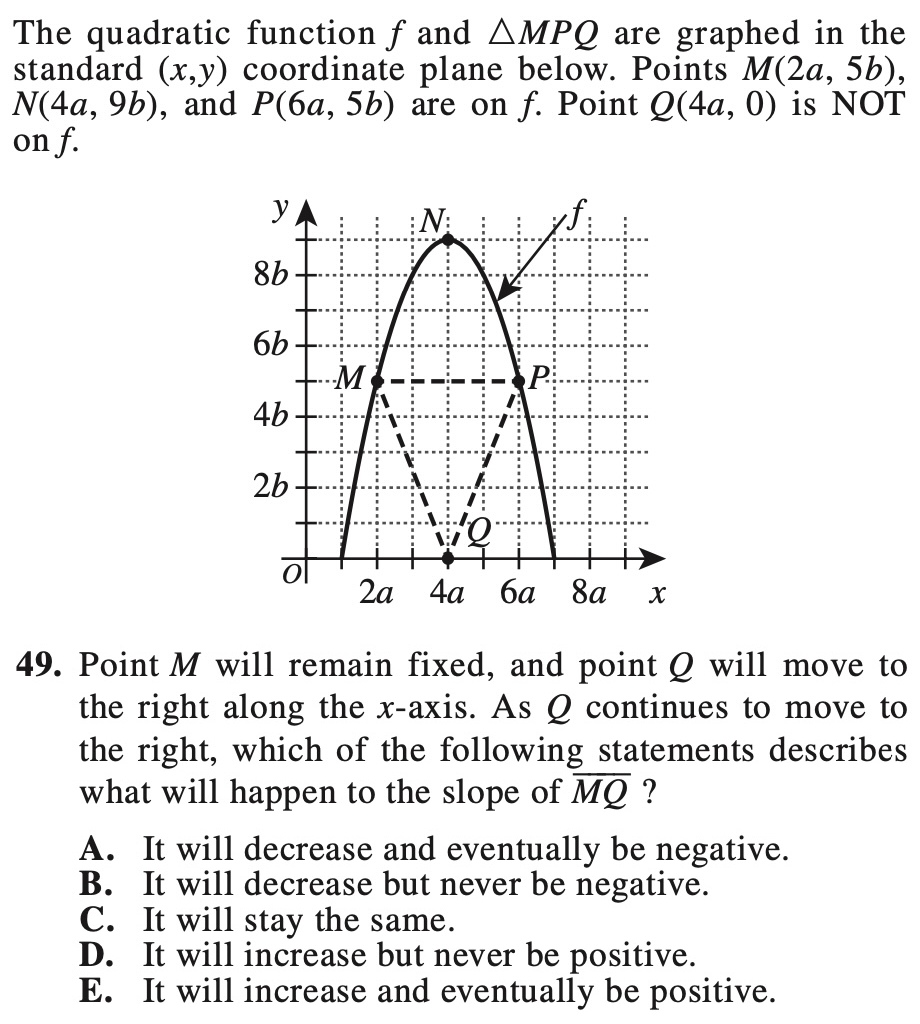 The quadratic function f and △MPQ are graphed in the
standard (x,y) coordinate plane below. Points M(2a, 5b),
N(4a, 9b), and P(6a, 5b) are on f. Point Q(4a, 0) is NOT
on f.
y
f
N
8b
6b
M
P
4b
2b
Q
O
2a 4a 6a 8a x
49. Point M will remain fixed, and point Q will move to
the right along the x-axis. As Q continues to move to
the right, which of the following statements describes
what will happen to the slope of M̅Q̅ ?
A. It will decrease and eventually be negative.
B. It will decrease but never be negative.
C. It will stay the same.
D. It will increase but never be positive.
E. It will increase and eventually be positive.